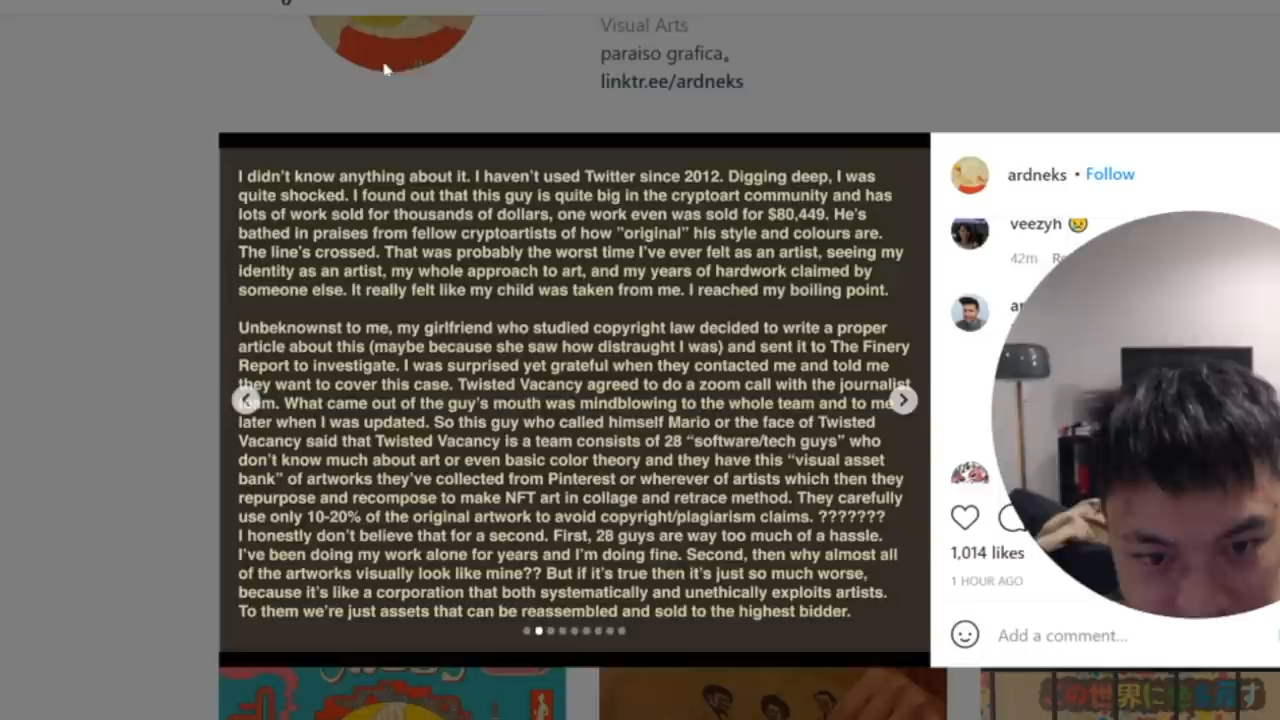 Visual Arts
paraiso grafica。
linktr.ee/ardneks
I didn't know anything about it. I haven't used Twitter since 2012. Digging deep, I was
quite shocked. I found out that this guy is quite big in the cryptoart community and has
lots of work sold for thousands of dollars, one work even was sold for $80,449. He's
bathed in praises from fellow cryptoartists of how "original" his style and colours are.
The line's crossed. That was probably the worst time I've ever felt as an artist, seeing my
identity as an artist, my whole approach to art, and my years of hardwork claimed by
someone else. It really felt like my child was taken from me. I reached my boiling point.
Unbeknownst to me, my girlfriend who studied copyright law decided to write a proper
article about this (maybe because she saw how distraught I was) and sent it to The Finery
Report to investigate. I was surprised yet grateful when they contacted me and told me
they want to cover this case. Twisted Vacancy agreed to do a zoom call with the journalist
team. What came out of the guy's mouth was mindblowing to the whole team and to me
later when I was updated. So this guy who called himself Mario or the face of Twisted
Vacancy said that Twisted Vacancy is a team consists of 28 "software/tech guys" who
don't know much about art or even basic color theory and they have this "visual asset
bank" of artworks they've collected from Pinterest or wherever of artists which then they
repurpose and recompose to make NFT art in collage and retrace method. They carefully
use only 10-20% of the original artwork to avoid copyright/plagiarism claims. ???????
I honestly don't believe that for a second. First, 28 guys are way too much of a hassle.
I've been doing my work alone for years and I'm doing fine. Second, then why almost all
of the artworks visually look like mine?? But if it's true then it's just so much worse,
because it's like a corporation that both systematically and unethically exploits artists.
To them we're just assets that can be reassembled and sold to the highest bidder.
ardneks • Follow
veezyh 😢
42m
1,014 likes
1 HOUR AGO
Add a comment...